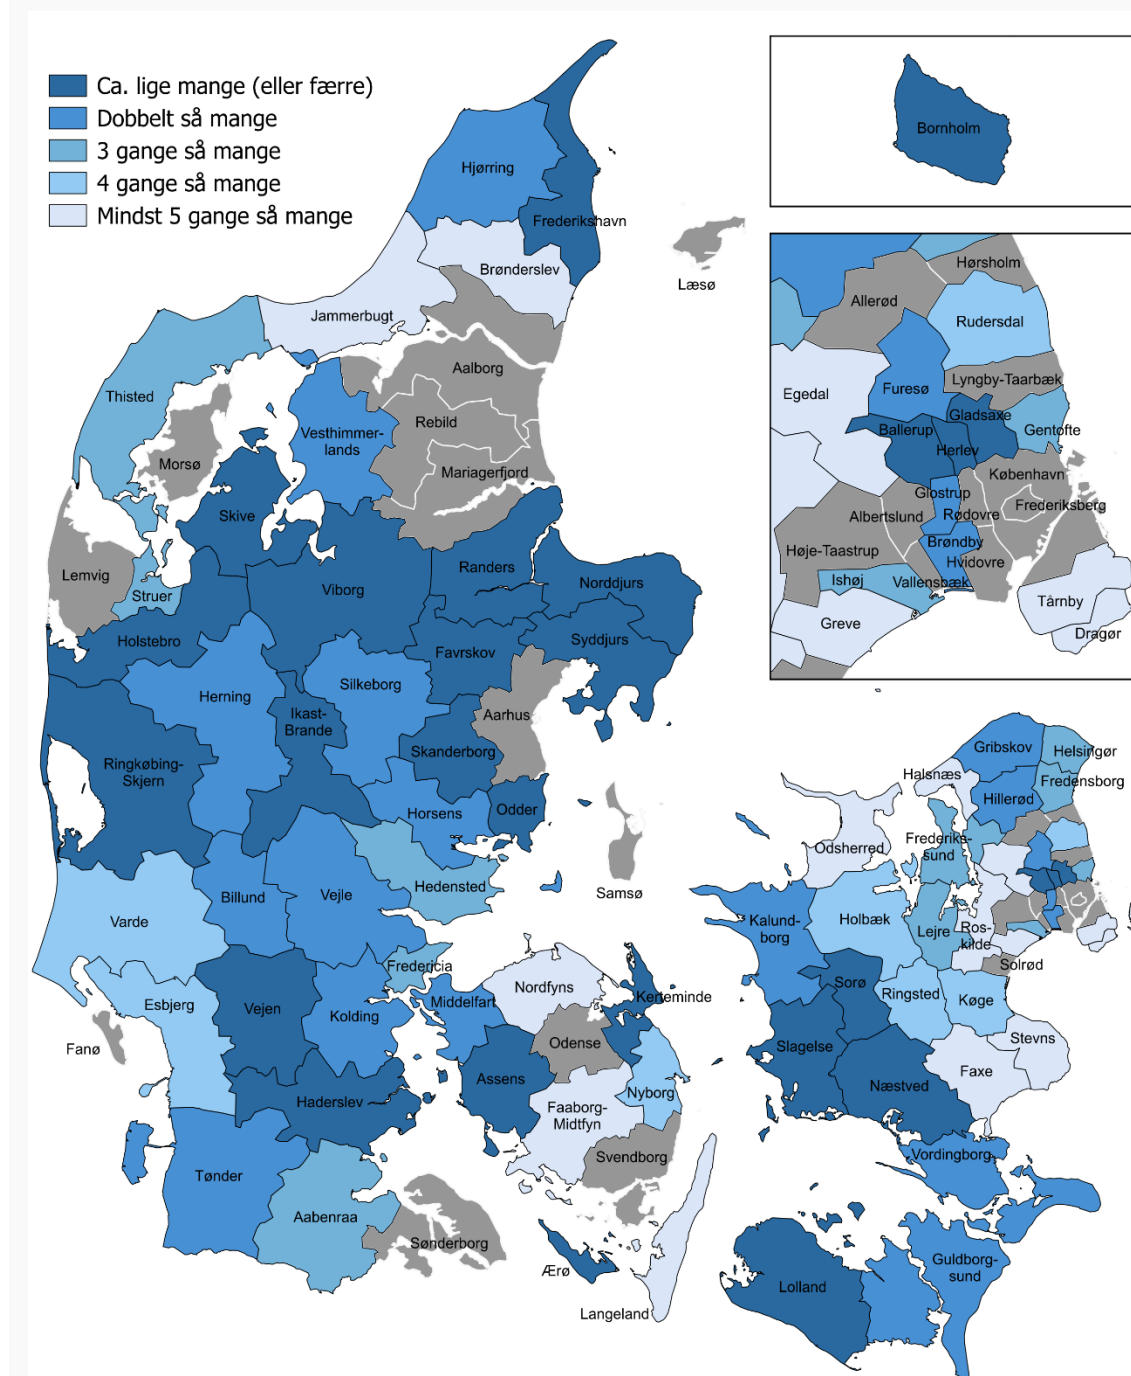 Ca. lige mange (eller færre)
Dobbelt så mange
3 gange så mange
4 gange så mange
Mindst 5 gange så mange
Bornholm
Hjørring
Frederikshavn
Brønderslev
Læsø
Jammerbugt
Aalborg
Thisted
Rebild
Vesthimmer-
lands
Morsø
Mariagerfjord
Skive
Lemvig
Struer
Viborg
Randers
Norddjurs
Holstebro
Favrskov
Syddjurs
Herning
Silkeborg
Ikast-
Brande
Aarhus
Skanderborg
Ringkøbing-
Skjern
Horsens
Odder
Hedensted
Samsø
Billund
Vejle
Varde
Fredericia
Esbjerg
Vejen
Kolding
Middelfart
Nordfyns
Kerteminde
Fanø
Odense
Assens
Nyborg
Haderslev
Faaborg-
Midtfyn
Svendborg
Tønder
Aabenraa
Sønderborg
Ærø
Langeland
Hørsholm
Allerød
Rudersdal
Lyngby-Taarbæk
Egedal
Furesø
Gladsaxe
Ballerup
Gentofte
Herlev
København
Glostrup
Frederiksberg
Rødovre
Albertslund
Brøndby
Høje-Taastrup
Hvidovre
Ishøj
Vallensbæk
Tårnby
Greve
Dragør
Gribskov
Helsingør
Halsnæs
Fredensborg
Hillerød
Odsherred
Frederiks-
sund
Kalund-
borg
Holbæk
Lejre
Ros-
kilde
Solrød
Sorø
Ringsted
Køge
Slagelse
Stevns
Faxe
Næstved
Vordingborg
Guldborg-
sund
Lolland